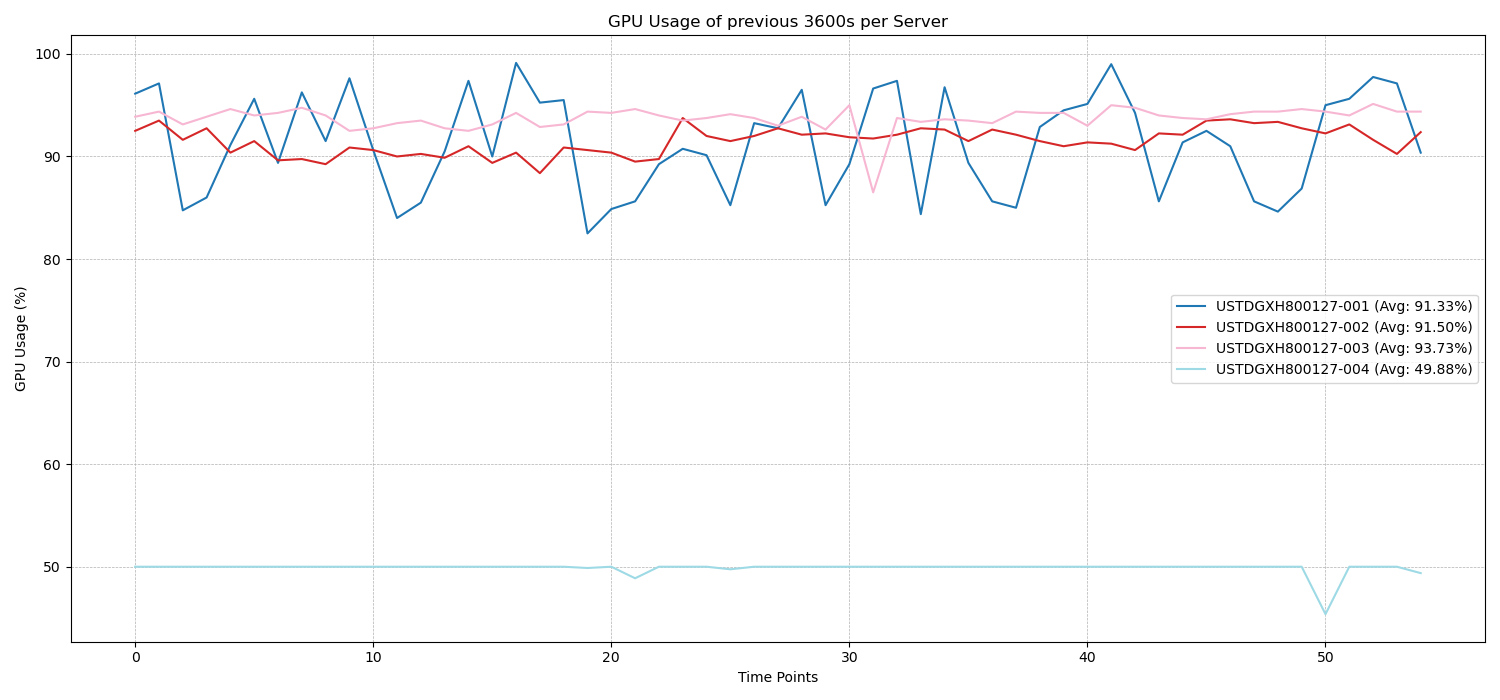 GPU Usage of previous 3600s per Server
GPU Usage (%)
100
90
80
70
60
50
USTDGXH800127-001 (Avg: 91.33%)
USTDGXH800127-002 (Avg: 91.50%)
USTDGXH800127-003 (Avg: 93.73%)
USTDGXH800127-004 (Avg: 49.88%)
0 10 20 30 40 50
Time Points